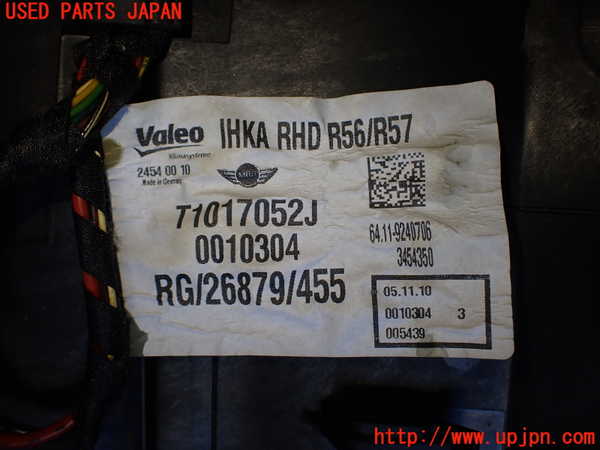 USED PARTS JAPAN
Valeo IHKA RHD R56/R57
Klimasysteme
2454 00 10
Made in Germany
MINI
T1017052J
64.11-9240706
0010304
3454350
RG/26879/455
05.11.10
0010304 3
005439
http://www.upjpn.com